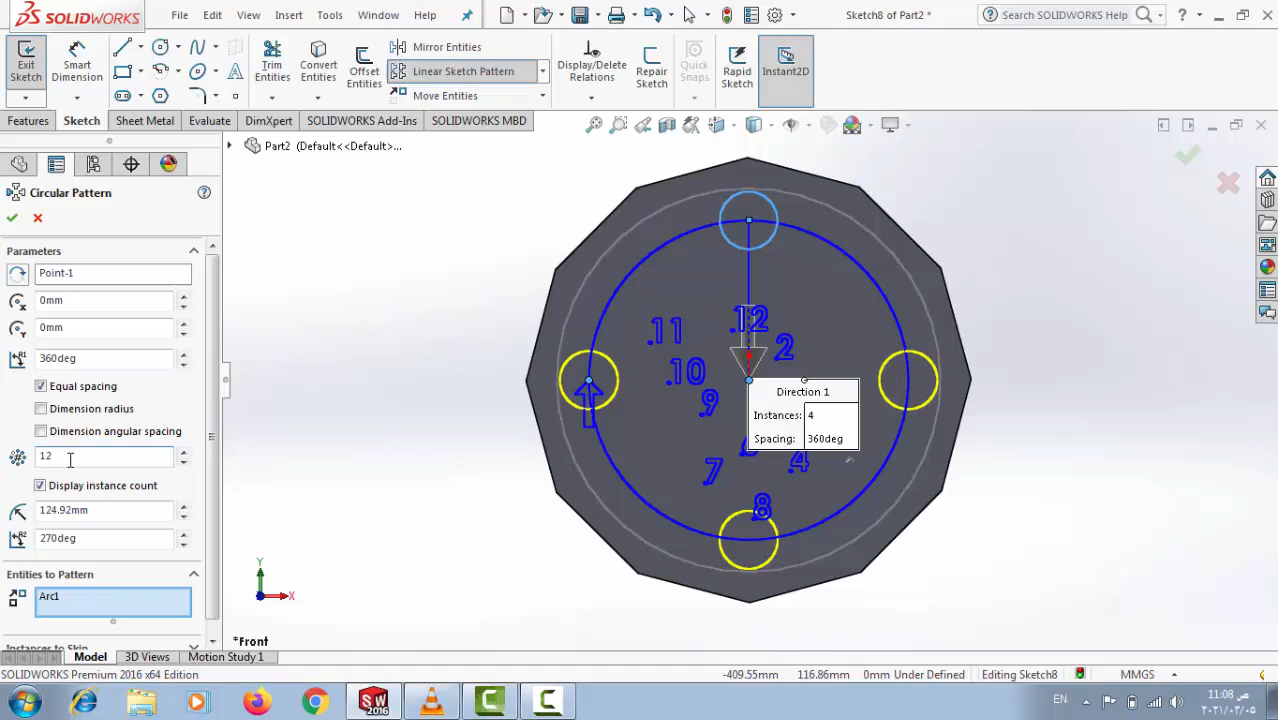 SOLIDWORKS
File Edit View Insert Tools Window Help
Sketch8 of Part2 *
Search SOLIDWORKS Help
Exit Sketch
Smart Dimension
Trim Entities
Convert Entities
Offset Entities
Mirror Entities
Linear Sketch Pattern
Move Entities
Display/Delete Relations
Repair Sketch
Quick Snaps
Rapid Sketch
Instant2D
Features Sketch Sheet Metal Evaluate DimXpert SOLIDWORKS Add-Ins SOLIDWORKS MBD
Part2 (Default<<Default>...
Circular Pattern
Parameters
Point-1
0mm
0mm
360deg
Equal spacing
Dimension radius
Dimension angular spacing
12
Display instance count
124.92mm
270deg
Entities to Pattern
Arc1
.11 .12 2
.10
.9
.7 4
.8
Direction 1
Instances: 4
Spacing: 360deg
Y
X
*Front
Model 3D Views Motion Study 1
SOLIDWORKS Premium 2016 x64 Edition
-409.55mm 116.86mm 0mm Under Defined Editing Sketch8 MMGS
SW 2016
EN
11:08 ص
٢٠٢١/٠٣/٠٥